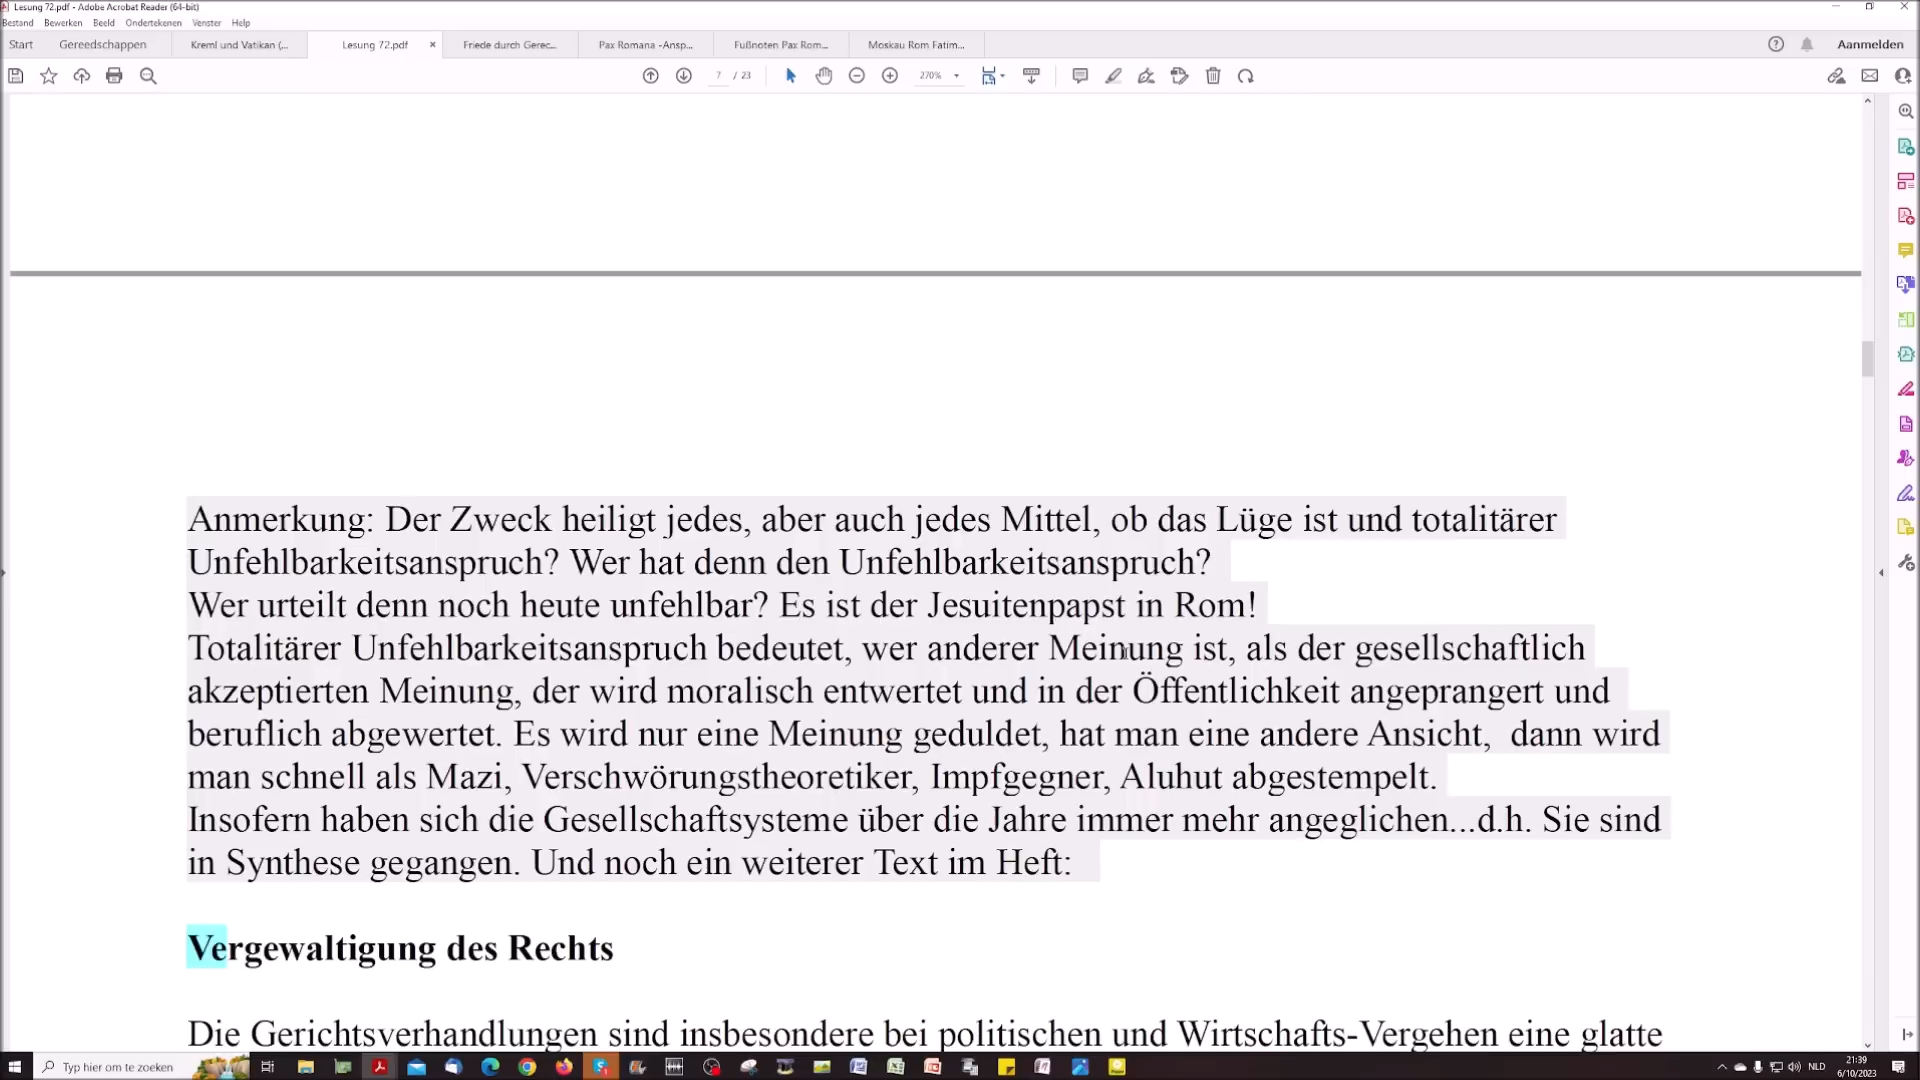 Lesung 72.pdf - Adobe Acrobat Reader (64-bit)
Bestand Bewerken Beeld Ondertekenen Venster Help
Start Gereedschappen Kreml und Vatikan (... Lesung 72.pdf × Friede durch Gerec... Pax Romana -Ansp... Fußnoten Pax Rom... Moskau Rom Fatim... Aanmelden
7 / 23 270%
Anmerkung: Der Zweck heiligt jedes, aber auch jedes Mittel, ob das Lüge ist und totalitärer
Unfehlbarkeitsanspruch? Wer hat denn den Unfehlbarkeitsanspruch?
Wer urteilt denn noch heute unfehlbar? Es ist der Jesuitenpapst in Rom!
Totalitärer Unfehlbarkeitsanspruch bedeutet, wer anderer Meinung ist, als der gesellschaftlich
akzeptierten Meinung, der wird moralisch entwertet und in der Öffentlichkeit angeprangert und
beruflich abgewertet. Es wird nur eine Meinung geduldet, hat man eine andere Ansicht, dann wird
man schnell als Mazi, Verschwörungstheoretiker, Impfgegner, Aluhut abgestempelt.
Insofern haben sich die Gesellschaftsysteme über die Jahre immer mehr angeglichen...d.h. Sie sind
in Synthese gegangen. Und noch ein weiterer Text im Heft:
Vergewaltigung des Rechts
Die Gerichtsverhandlungen sind insbesondere bei politischen und Wirtschafts-Vergehen eine glatte
Typ hier om te zoeken
NLD
21:39
6/10/2023